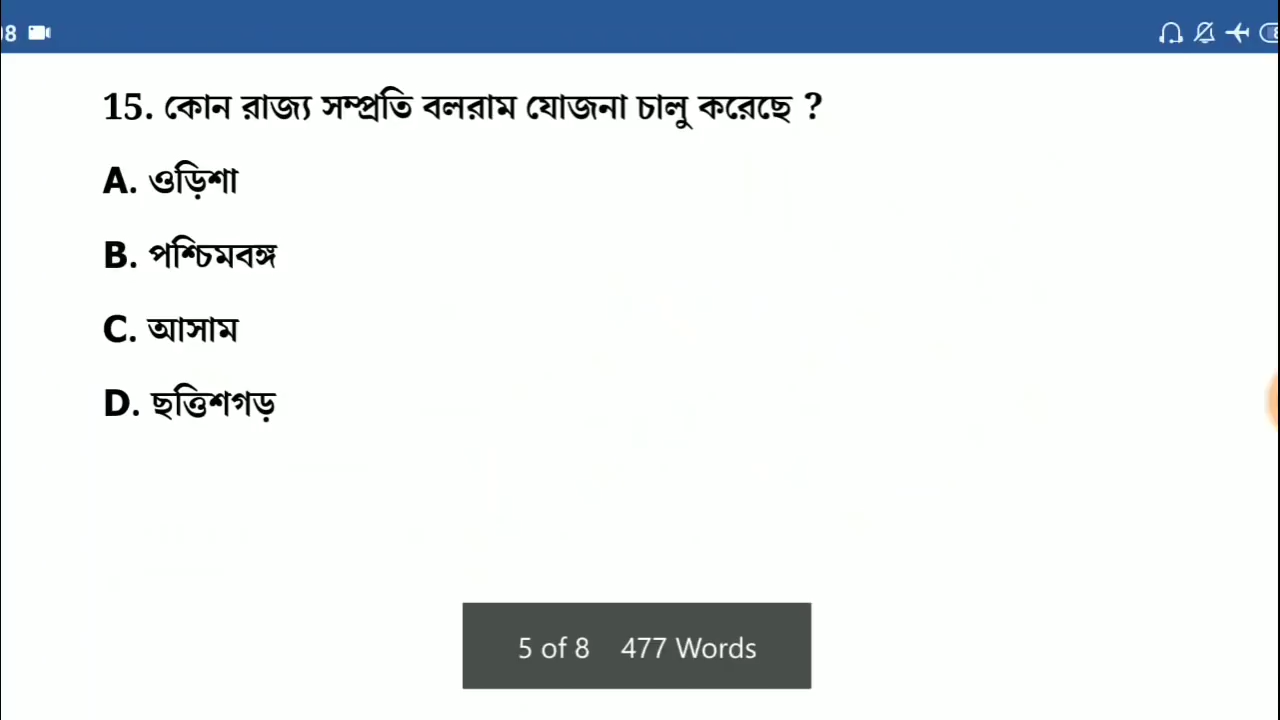 15. কোন রাজ্য সম্প্রতি বলরাম যোজনা চালু করেছে ?
A. ওড়িশা
B. পশ্চিমবঙ্গ
C. আসাম
D. ছত্তিশগড়
5 of 8 477 Words